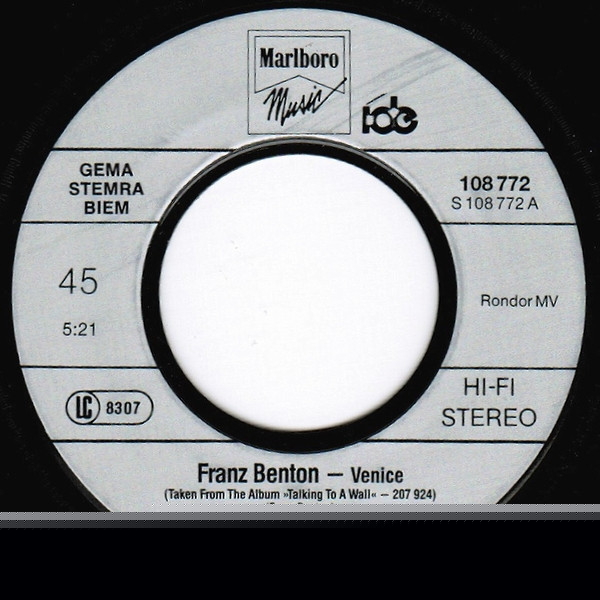 Marlboro
Music
GEMA
STEMRA
BIEM
108 772
S 108 772 A
45
5:21
Rondor MV
LC 8307
HI-FI
STEREO
Franz Benton – Venice
(Taken From The Album »Talking To A Wall« – 207 924)